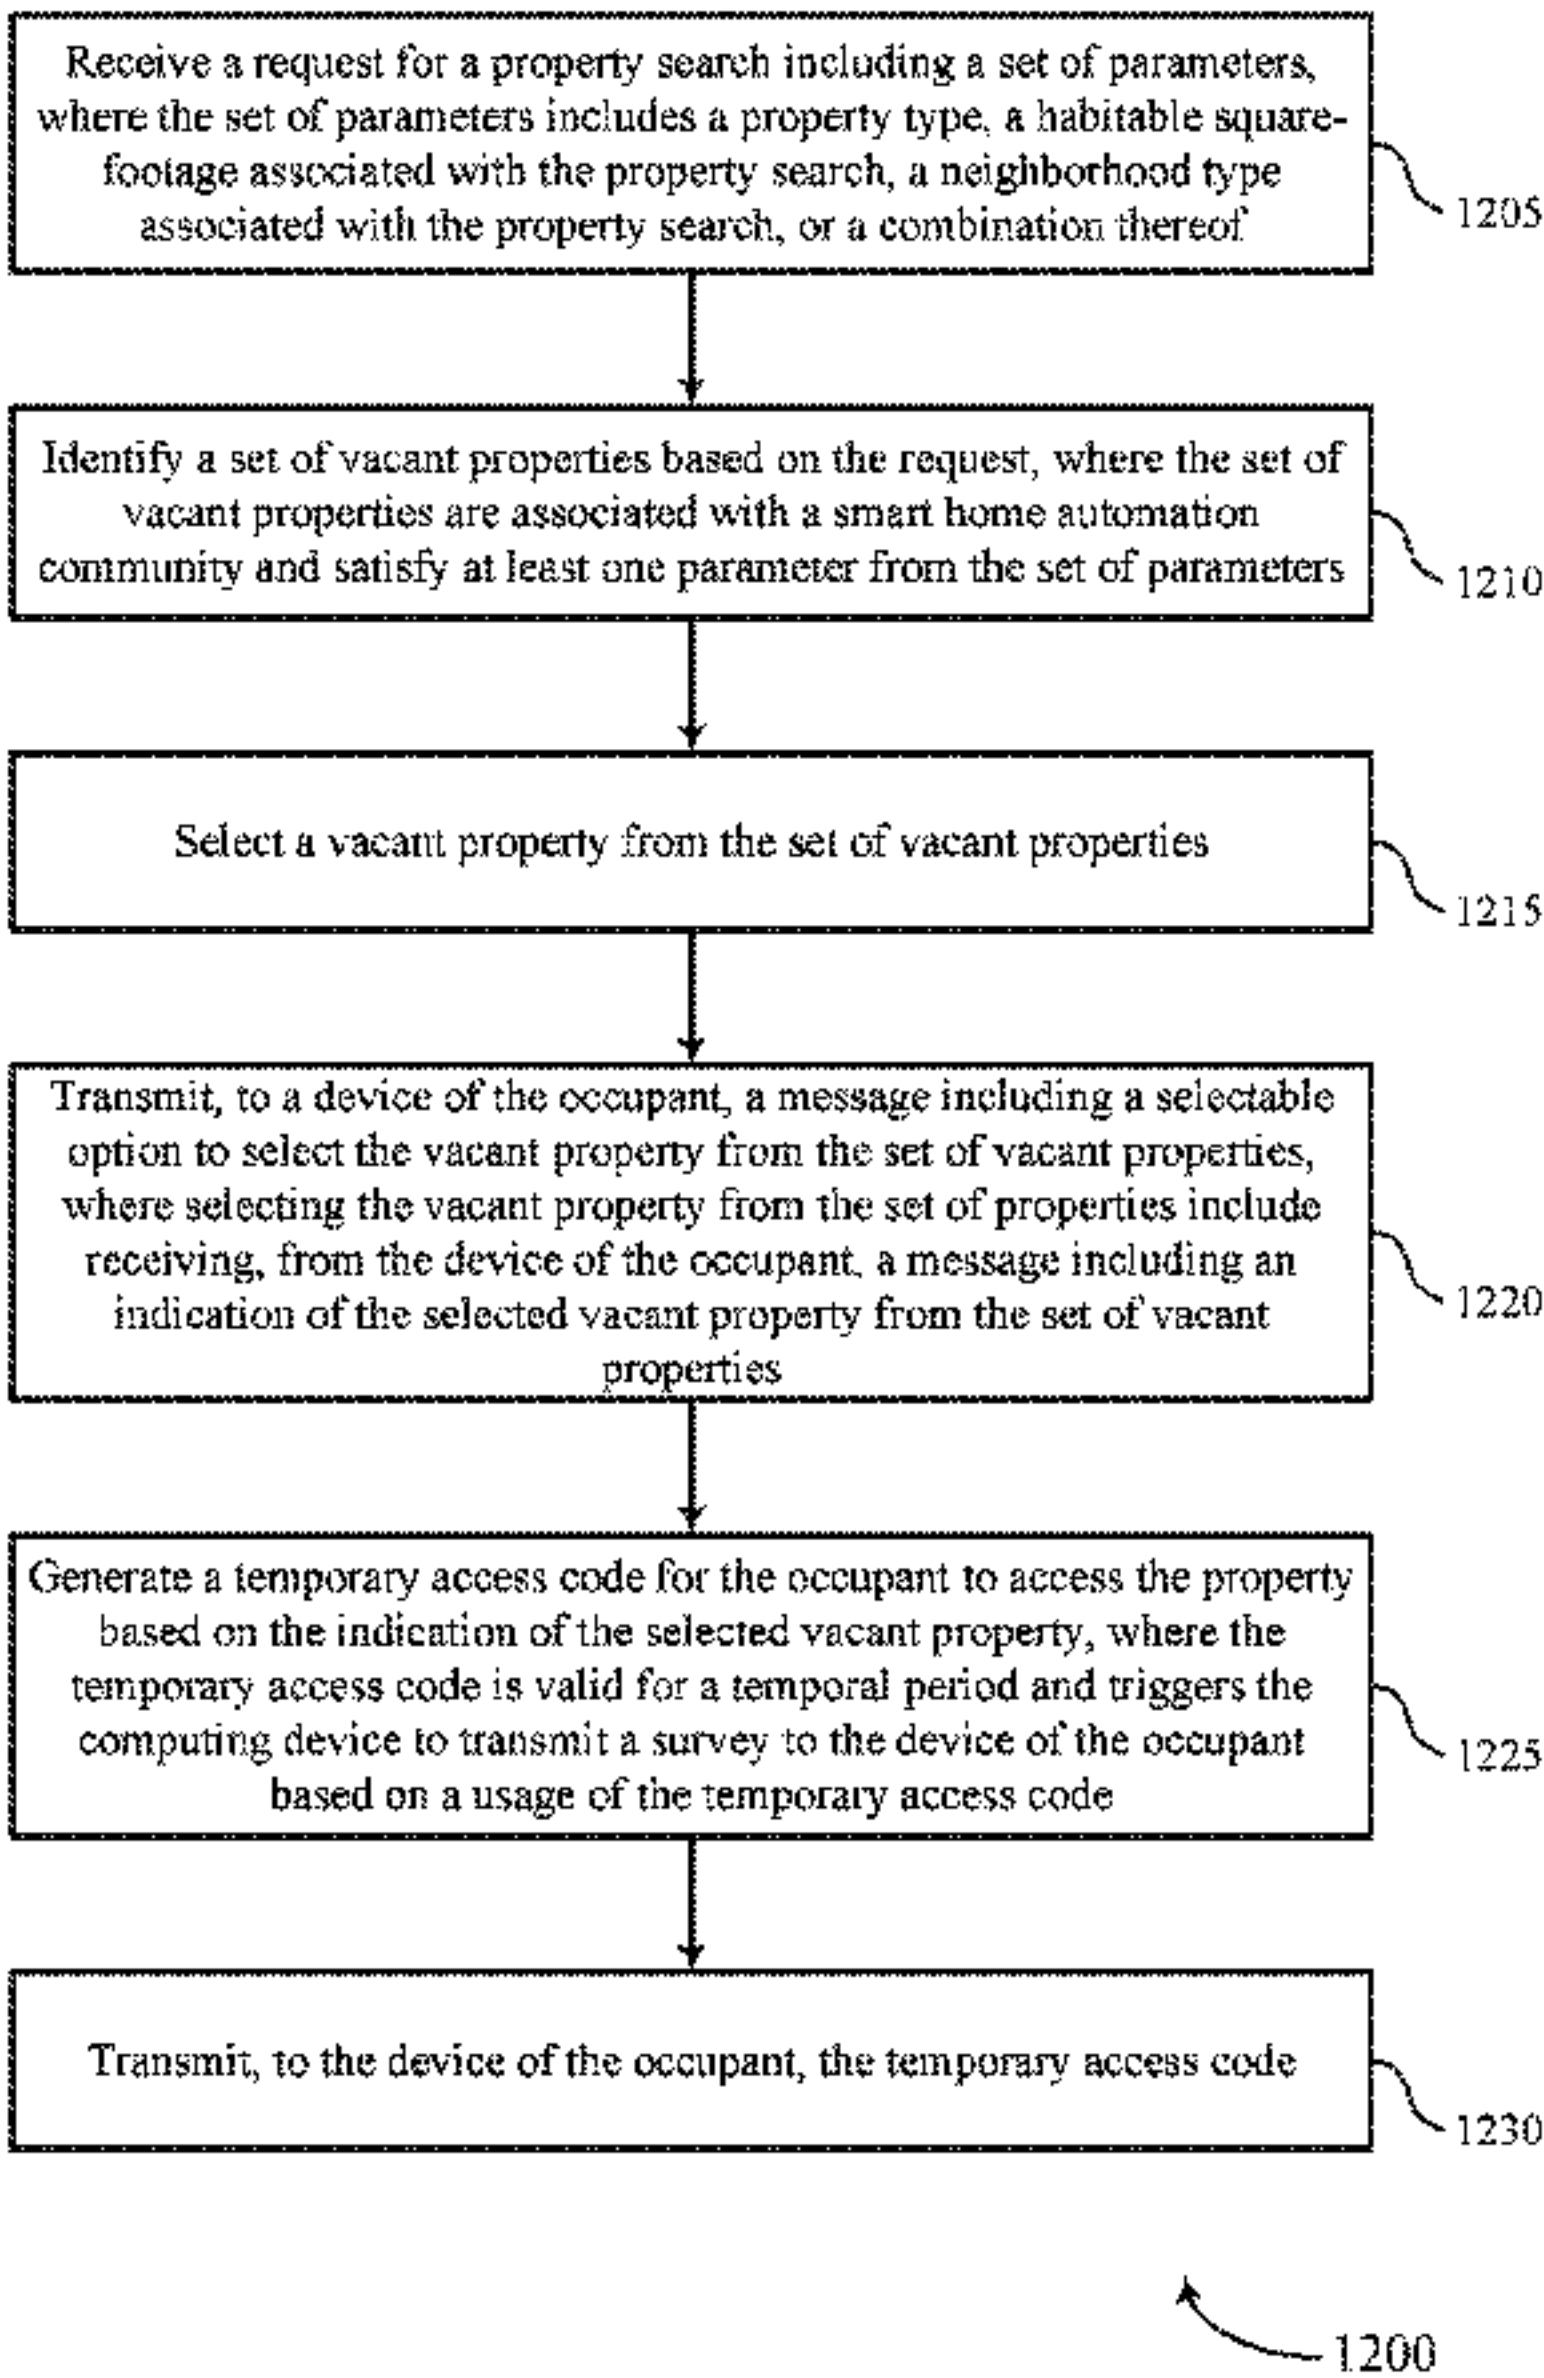 Receive a request for a property search including a set of parameters,
where the set of parameters includes a property type, a habitable square-
footage associated with the property search, a neighborhood type
associated with the property search, or a combination thereof
1205
Identify a set of vacant properties based on the request, where the set of
vacant properties are associated with a smart home automation
community and satisfy at least one parameter from the set of parameters
1210
Select a vacant property from the set of vacant properties
1215
Transmit, to a device of the occupant, a message including a selectable
option to select the vacant property from the set of vacant properties,
where selecting the vacant property from the set of properties include
receiving, from the device of the occupant, a message including an
indication of the selected vacant property from the set of vacant
properties
1220
Generate a temporary access code for the occupant to access the property
based on the indication of the selected vacant property, where the
temporary access code is valid for a temporal period and triggers the
computing device to transmit a survey to the device of the occupant
based on a usage of the temporary access code
1225
Transmit, to the device of the occupant, the temporary access code
1230
1200